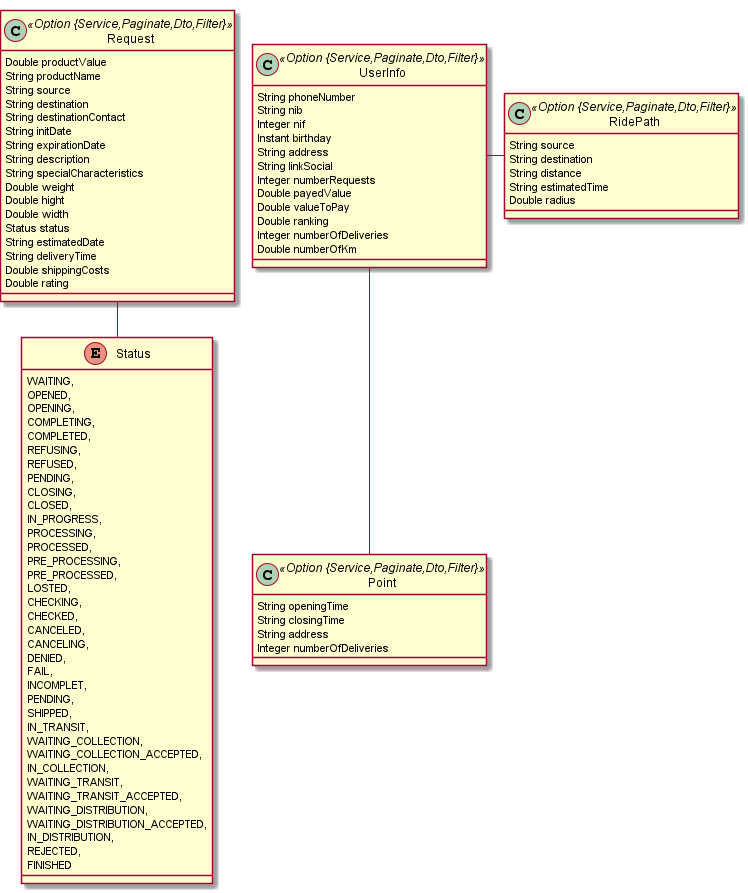 C «Option {Service,Paginate,Dto,Filter}»
Request
Double productValue
String productName
String source
String destination
String destinationContact
String initDate
String expirationDate
String description
String specialCharacteristics
Double weight
Double hight
Double width
Status status
String estimatedDate
String deliveryTime
Double shippingCosts
Double rating
C «Option {Service,Paginate,Dto,Filter}»
UserInfo
String phoneNumber
String nib
Integer nif
Instant birthday
String address
String linkSocial
Integer numberRequests
Double payedValue
Double valueToPay
Double ranking
Integer numberOfDeliveries
Double numberOfKm
C «Option {Service,Paginate,Dto,Filter}»
RidePath
String source
String destination
String distance
String estimatedTime
Double radius
E Status
WAITING,
OPENED,
OPENING,
COMPLETING,
COMPLETED,
REFUSING,
REFUSED,
PENDING,
CLOSING,
CLOSED,
IN_PROGRESS,
PROCESSING,
PROCESSED,
PRE_PROCESSING,
PRE_PROCESSED,
LOSTED,
CHECKING,
CHECKED,
CANCELED,
CANCELING,
DENIED,
FAIL,
INCOMPLET,
PENDING,
SHIPPED,
IN_TRANSIT,
WAITING_COLLECTION,
WAITING_COLLECTION_ACCEPTED,
IN_COLLECTION,
WAITING_TRANSIT,
WAITING_TRANSIT_ACCEPTED,
WAITING_DISTRIBUTION,
WAITING_DISTRIBUTION_ACCEPTED,
IN_DISTRIBUTION,
REJECTED,
FINISHED
C «Option {Service,Paginate,Dto,Filter}»
Point
String openingTime
String closingTime
String address
Integer numberOfDeliveries